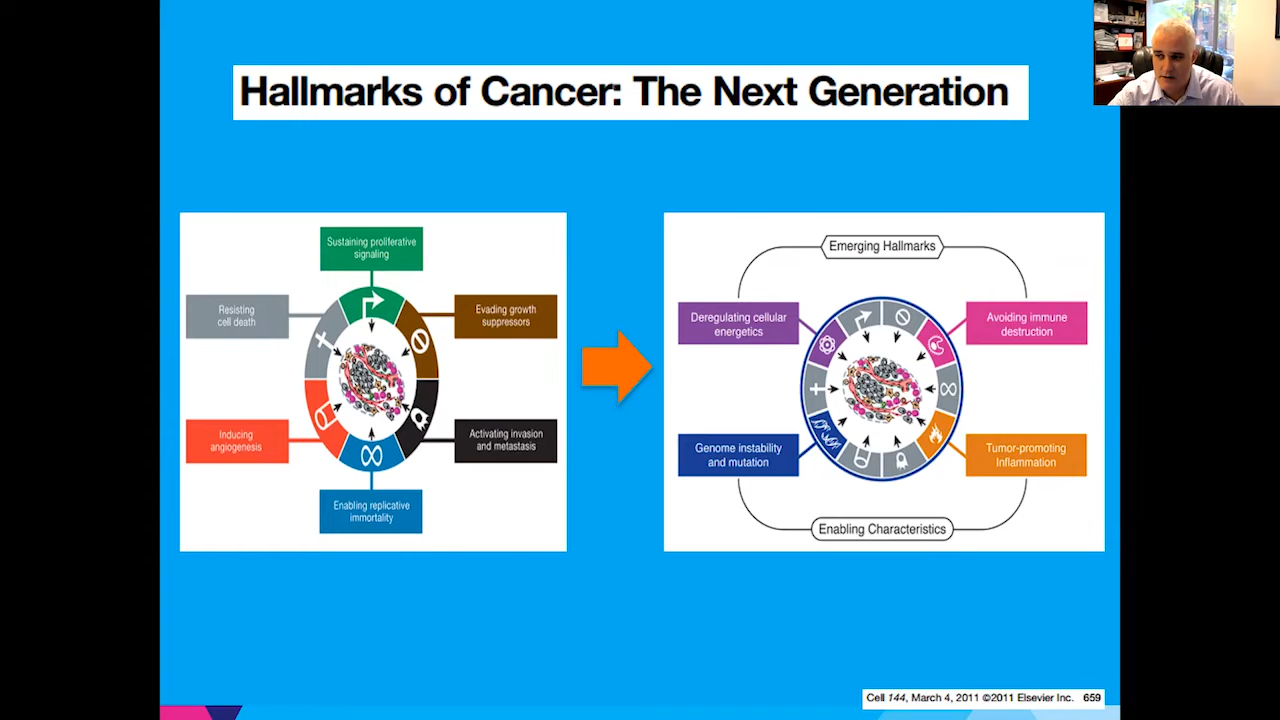 Hallmarks of Cancer: The Next Generation
Sustaining proliferative
signaling
Resisting
cell death
Evading growth
suppressors
Inducing
angiogenesis
Activating invasion
and metastasis
Enabling replicative
immortality
Emerging Hallmarks
Deregulating cellular
energetics
Avoiding immune
destruction
Genome instability
and mutation
Tumor-promoting
Inflammation
Enabling Characteristics
Cell 144, March 4, 2011 ©2011 Elsevier Inc. 659